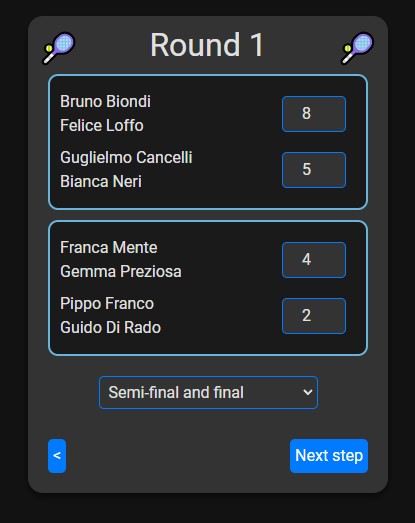 Round 1
Bruno Biondi
Felice Loffo
8
Guglielmo Cancelli
Bianca Neri
5
Franca Mente
Gemma Preziosa
4
Pippo Franco
Guido Di Rado
2
Semi-final and final
<
Next step